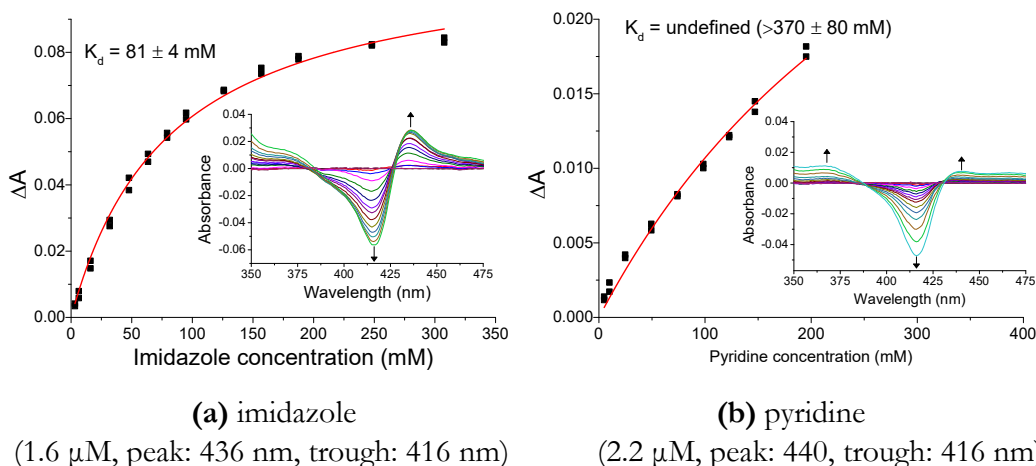 K_d = 81 ± 4 mM
ΔA
0.08
0.06
0.04
0.02
0.00
0 50 100 150 200 250 300 350
Imidazole concentration (mM)
Absorbance
0.04
0.02
0.00
-0.02
-0.04
-0.06
350 375 400 425 450 475
Wavelength (nm)
K_d = undefined (>370 ± 80 mM)
ΔA
0.020
0.015
0.010
0.005
0.000
0 100 200 300 400
Pyridine concentration (mM)
Absorbance
0.04
0.02
0.00
-0.02
-0.04
350 375 400 425 450 475
Wavelength (nm)
(a) imidazole
(1.6 µM, peak: 436 nm, trough: 416 nm)
(b) pyridine
(2.2 µM, peak: 440, trough: 416 nm)